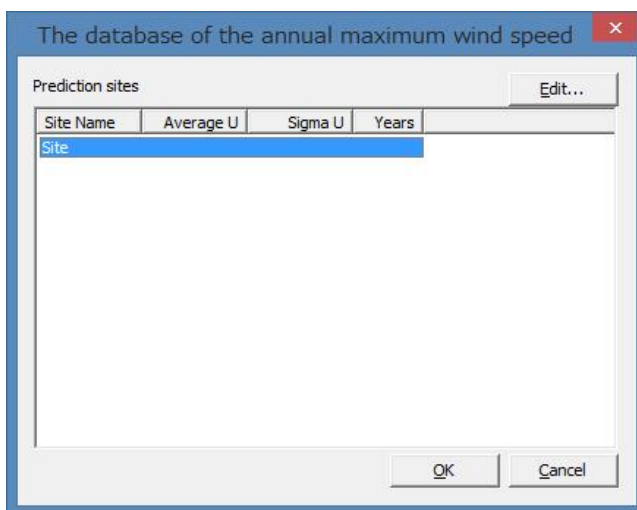 The database of the annual maximum wind speed
Prediction sites
Edit...
Site Name Average U Sigma U Years
Site
OK Cancel